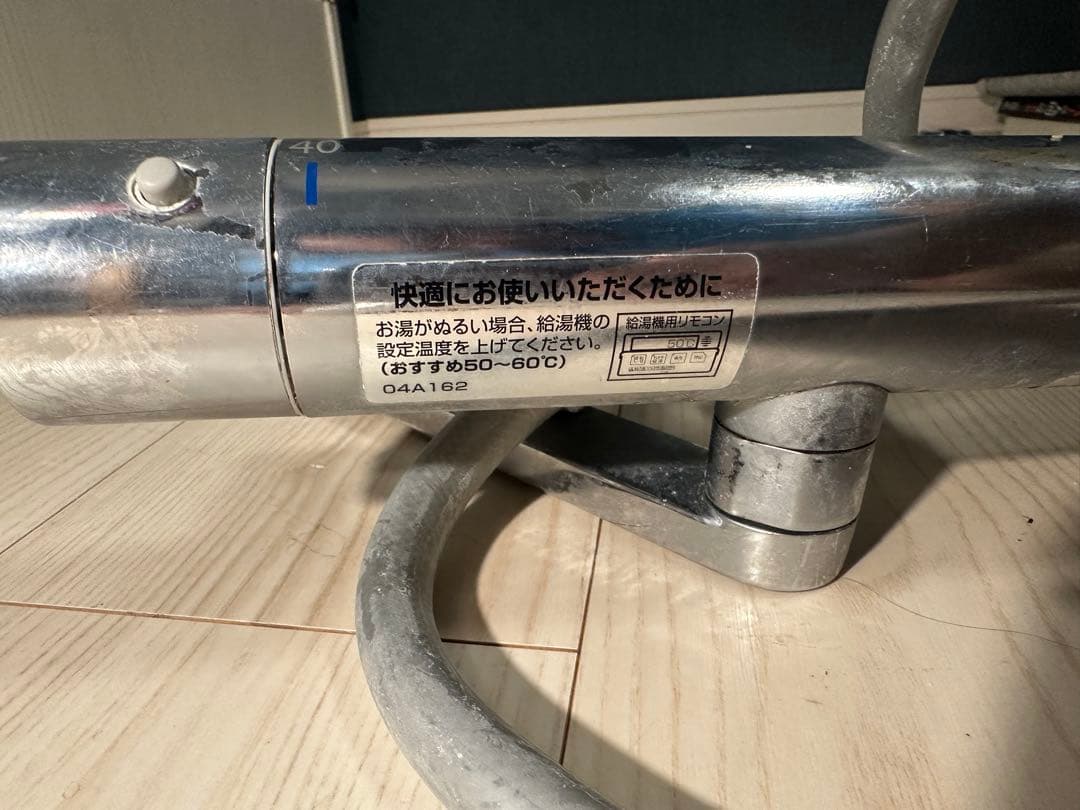 40
快適にお使いいただくために
お湯がぬるい場合、給湯機の
設定温度を上げてください。
(おすすめ50～60℃)
04A162
給湯機用リモコン
50℃